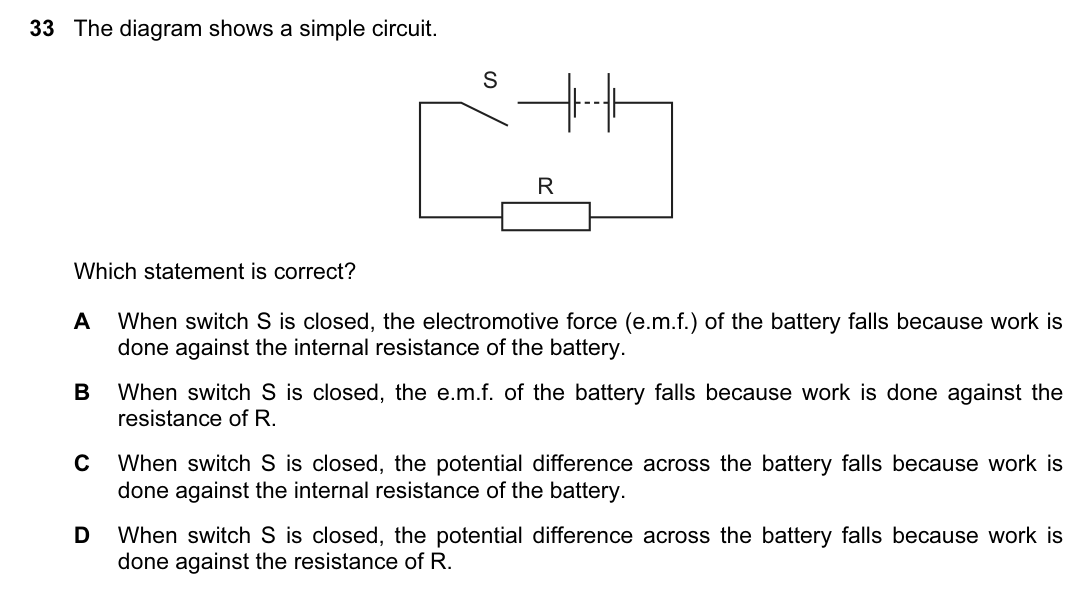 33 The diagram shows a simple circuit.
S
R
Which statement is correct?
A When switch S is closed, the electromotive force (e.m.f.) of the battery falls because work is
done against the internal resistance of the battery.
B When switch S is closed, the e.m.f. of the battery falls because work is done against the
resistance of R.
C When switch S is closed, the potential difference across the battery falls because work is
done against the internal resistance of the battery.
D When switch S is closed, the potential difference across the battery falls because work is
done against the resistance of R.